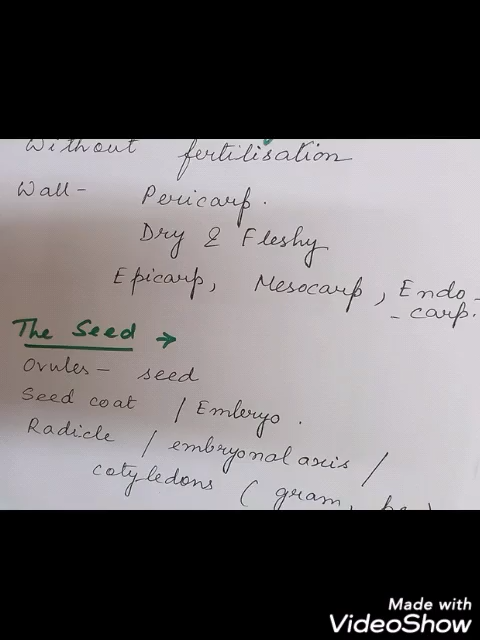 Without fertilisation
Wall- Pericarp.
Dry & Fleshy
Epicarp, Mesocarp, Endo-
-carp.
The Seed →
Ovules- seed
Seed coat / Embryo.
Radicle / embryonal axis /
cotyledons (gram,
Made with
VideoShow